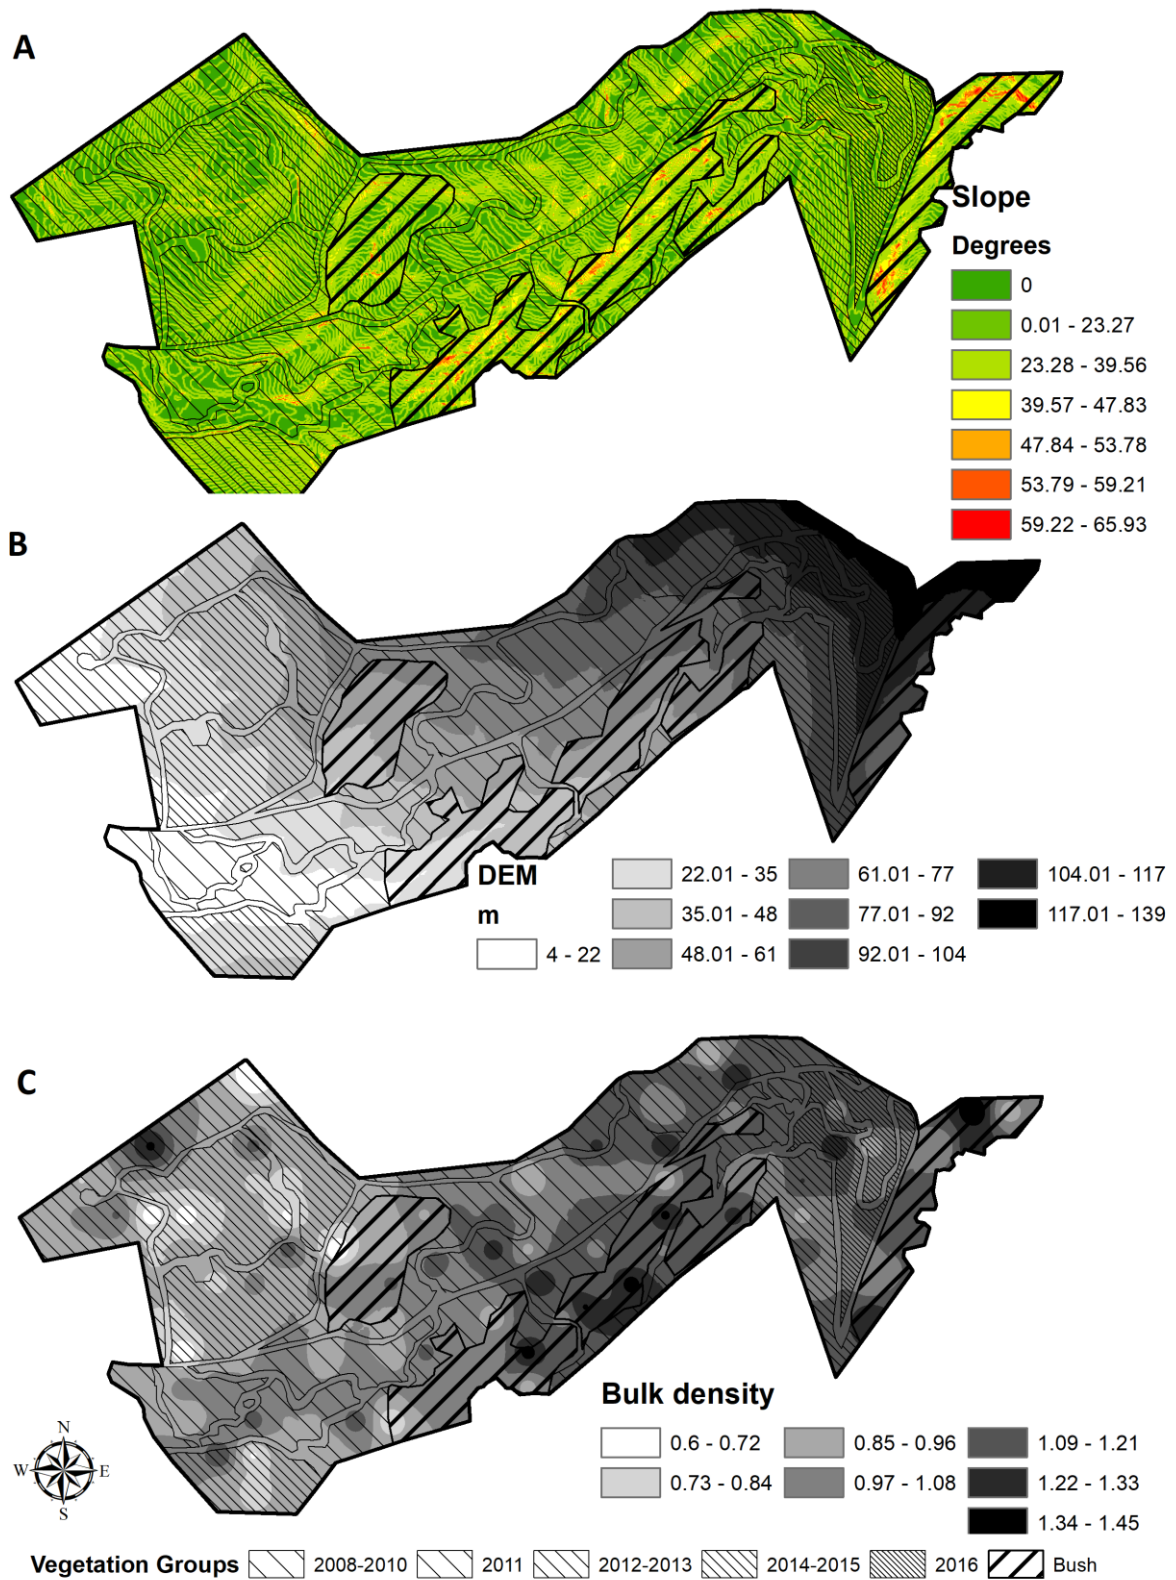 A
Slope
Degrees
0
0.01 - 23.27
23.28 - 39.56
39.57 - 47.83
47.84 - 53.78
53.79 - 59.21
59.22 - 65.93
B
DEM
m
4 - 22
22.01 - 35
35.01 - 48
48.01 - 61
61.01 - 77
77.01 - 92
92.01 - 104
104.01 - 117
117.01 - 139
C
Bulk density
0.6 - 0.72
0.73 - 0.84
0.85 - 0.96
0.97 - 1.08
1.09 - 1.21
1.22 - 1.33
1.34 - 1.45
N
W E
S
Vegetation Groups 2008-2010 2011 2012-2013 2014-2015 2016 Bush